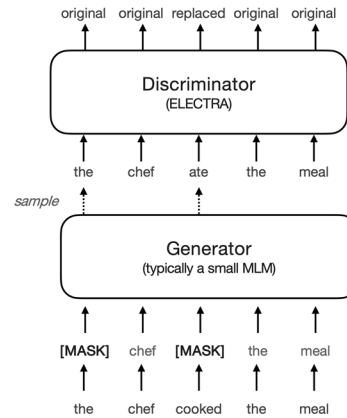 original original replaced original original
Discriminator
(ELECTRA)
the chef ate the meal
sample
Generator
(typically a small MLM)
[MASK] chef [MASK] the meal
the chef cooked the meal